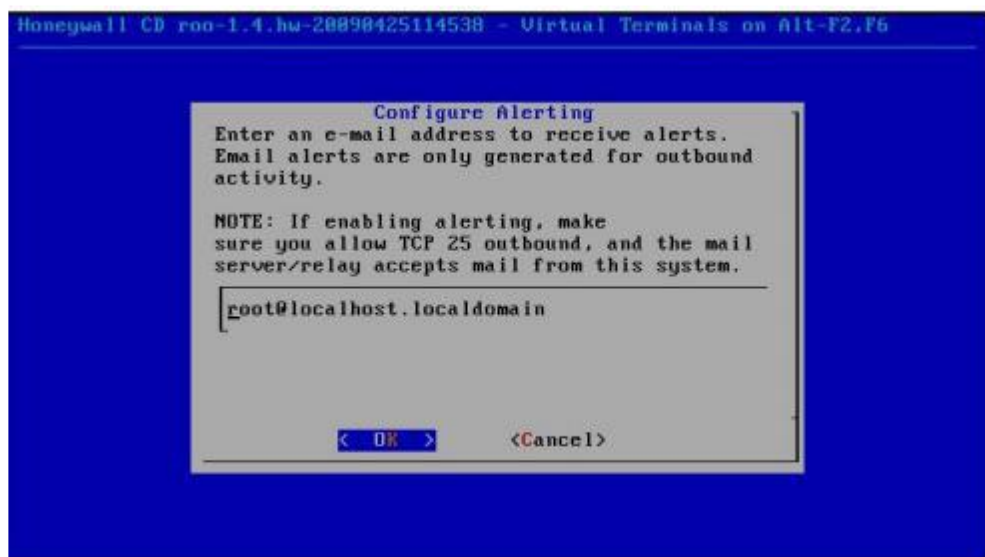 Honeywall CD roo-1.4.hw-20090425114538 - Virtual Terminals on Alt-F2,F6
Configure Alerting
Enter an e-mail address to receive alerts.
Email alerts are only generated for outbound
activity.
NOTE: If enabling alerting, make
sure you allow TCP 25 outbound, and the mail
server/relay accepts mail from this system.
root@localhost.localdomain
< OK > <Cancel>